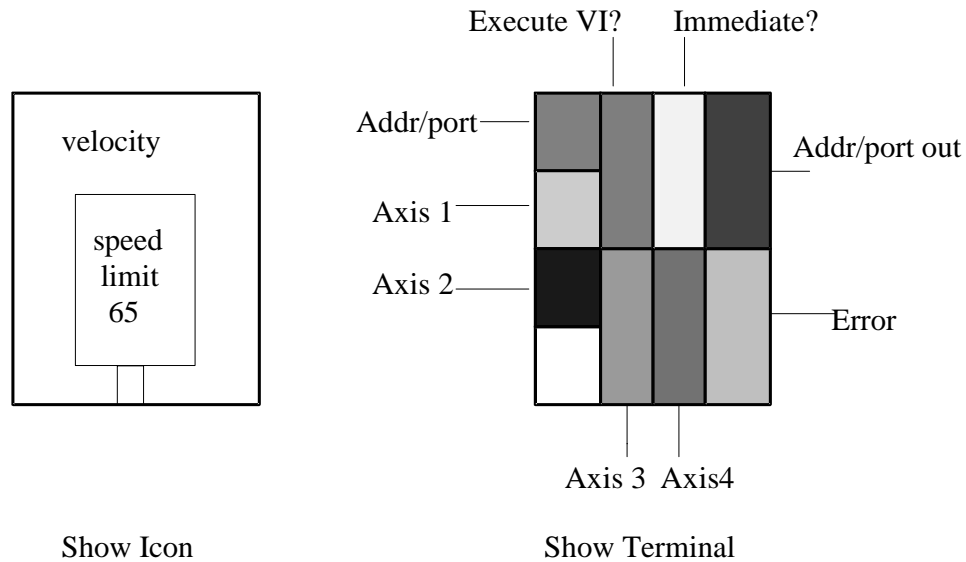 Execute VI?
Immediate?
velocity
speed
limit
65
Addr/port
Axis 1
Axis 2
Addr/port out
Error
Axis 3
Axis4
Show Icon
Show Terminal